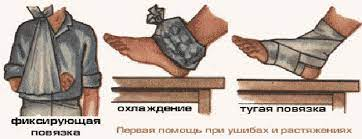 фиксирующая
повязка
охлаждение
тугая повязка
Первая помощь при ушибах и растяжениях